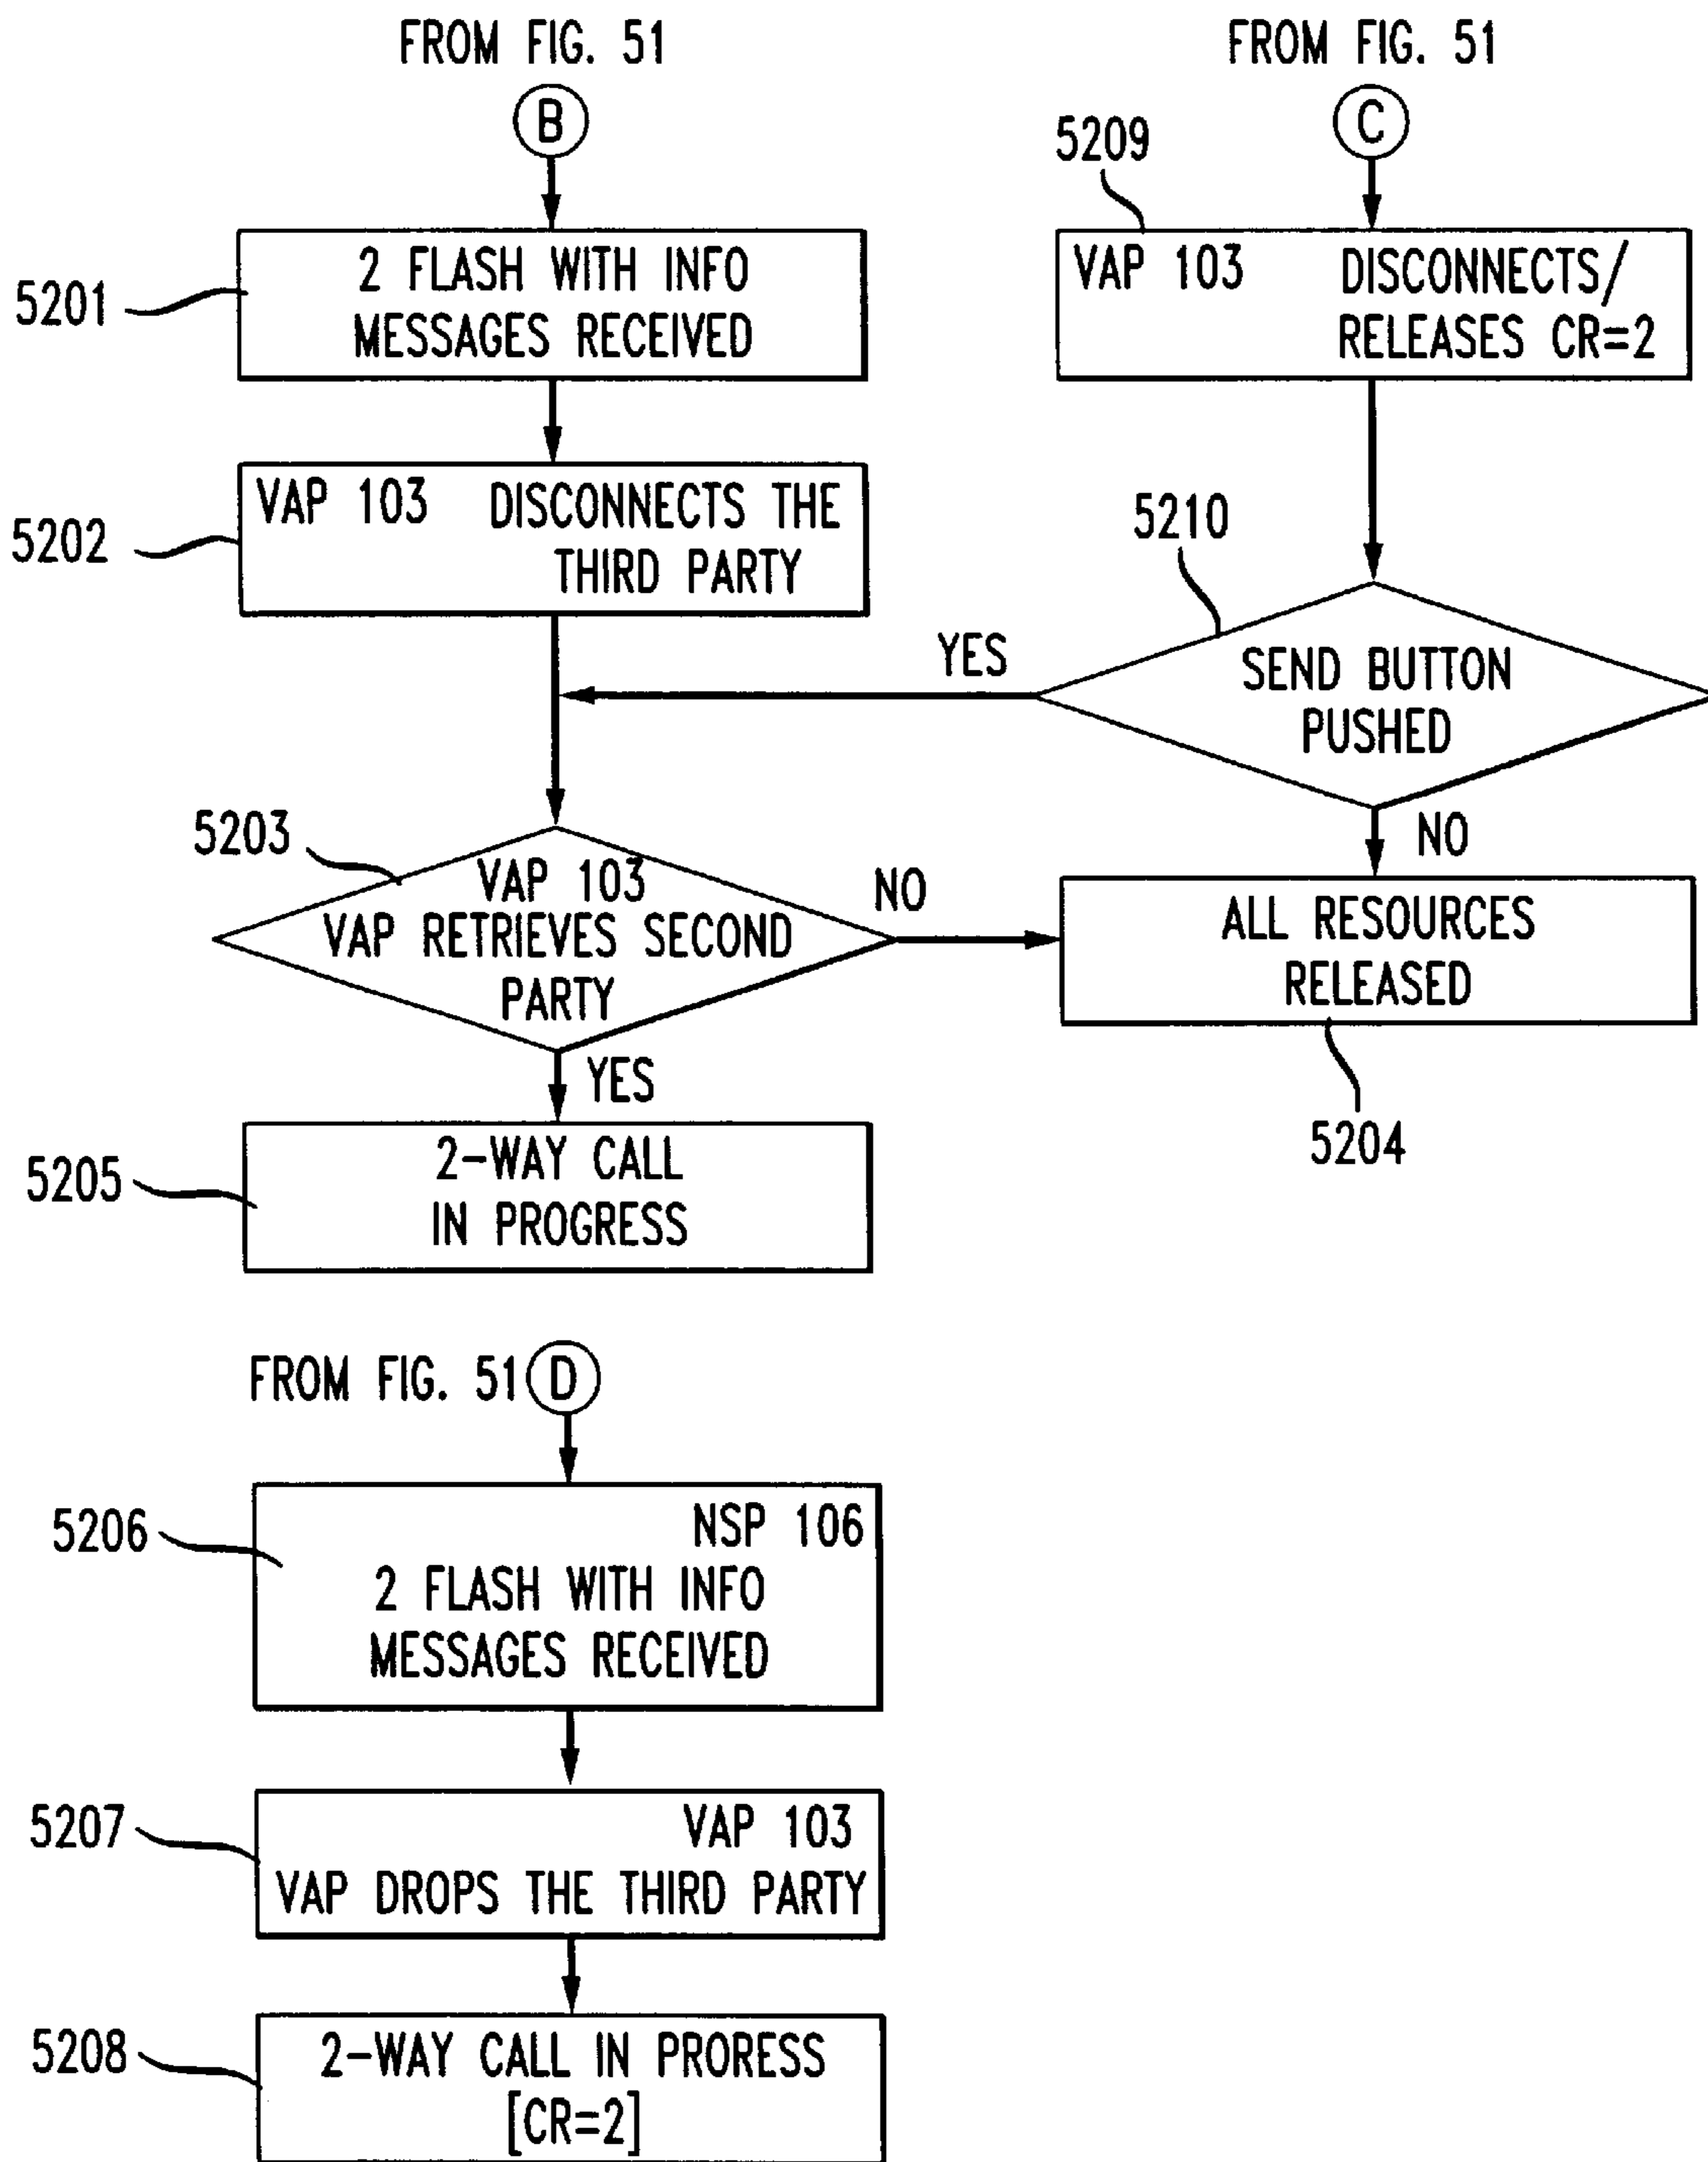 FROM FIG. 51
B
5201
2 FLASH WITH INFO
MESSAGES RECEIVED
5202
VAP 103 DISCONNECTS THE
THIRD PARTY
5203
VAP 103
VAP RETRIEVES SECOND
PARTY
NO
YES
5205
2-WAY CALL
IN PROGRESS
FROM FIG. 51
C
5209
VAP 103 DISCONNECTS/
RELEASES CR=2
5210
SEND BUTTON
PUSHED
YES
NO
ALL RESOURCES
RELEASED
5204
FROM FIG. 51 D
5206
NSP 106
2 FLASH WITH INFO
MESSAGES RECEIVED
5207
VAP 103
VAP DROPS THE THIRD PARTY
5208
2-WAY CALL IN PRORESS
[CR=2]